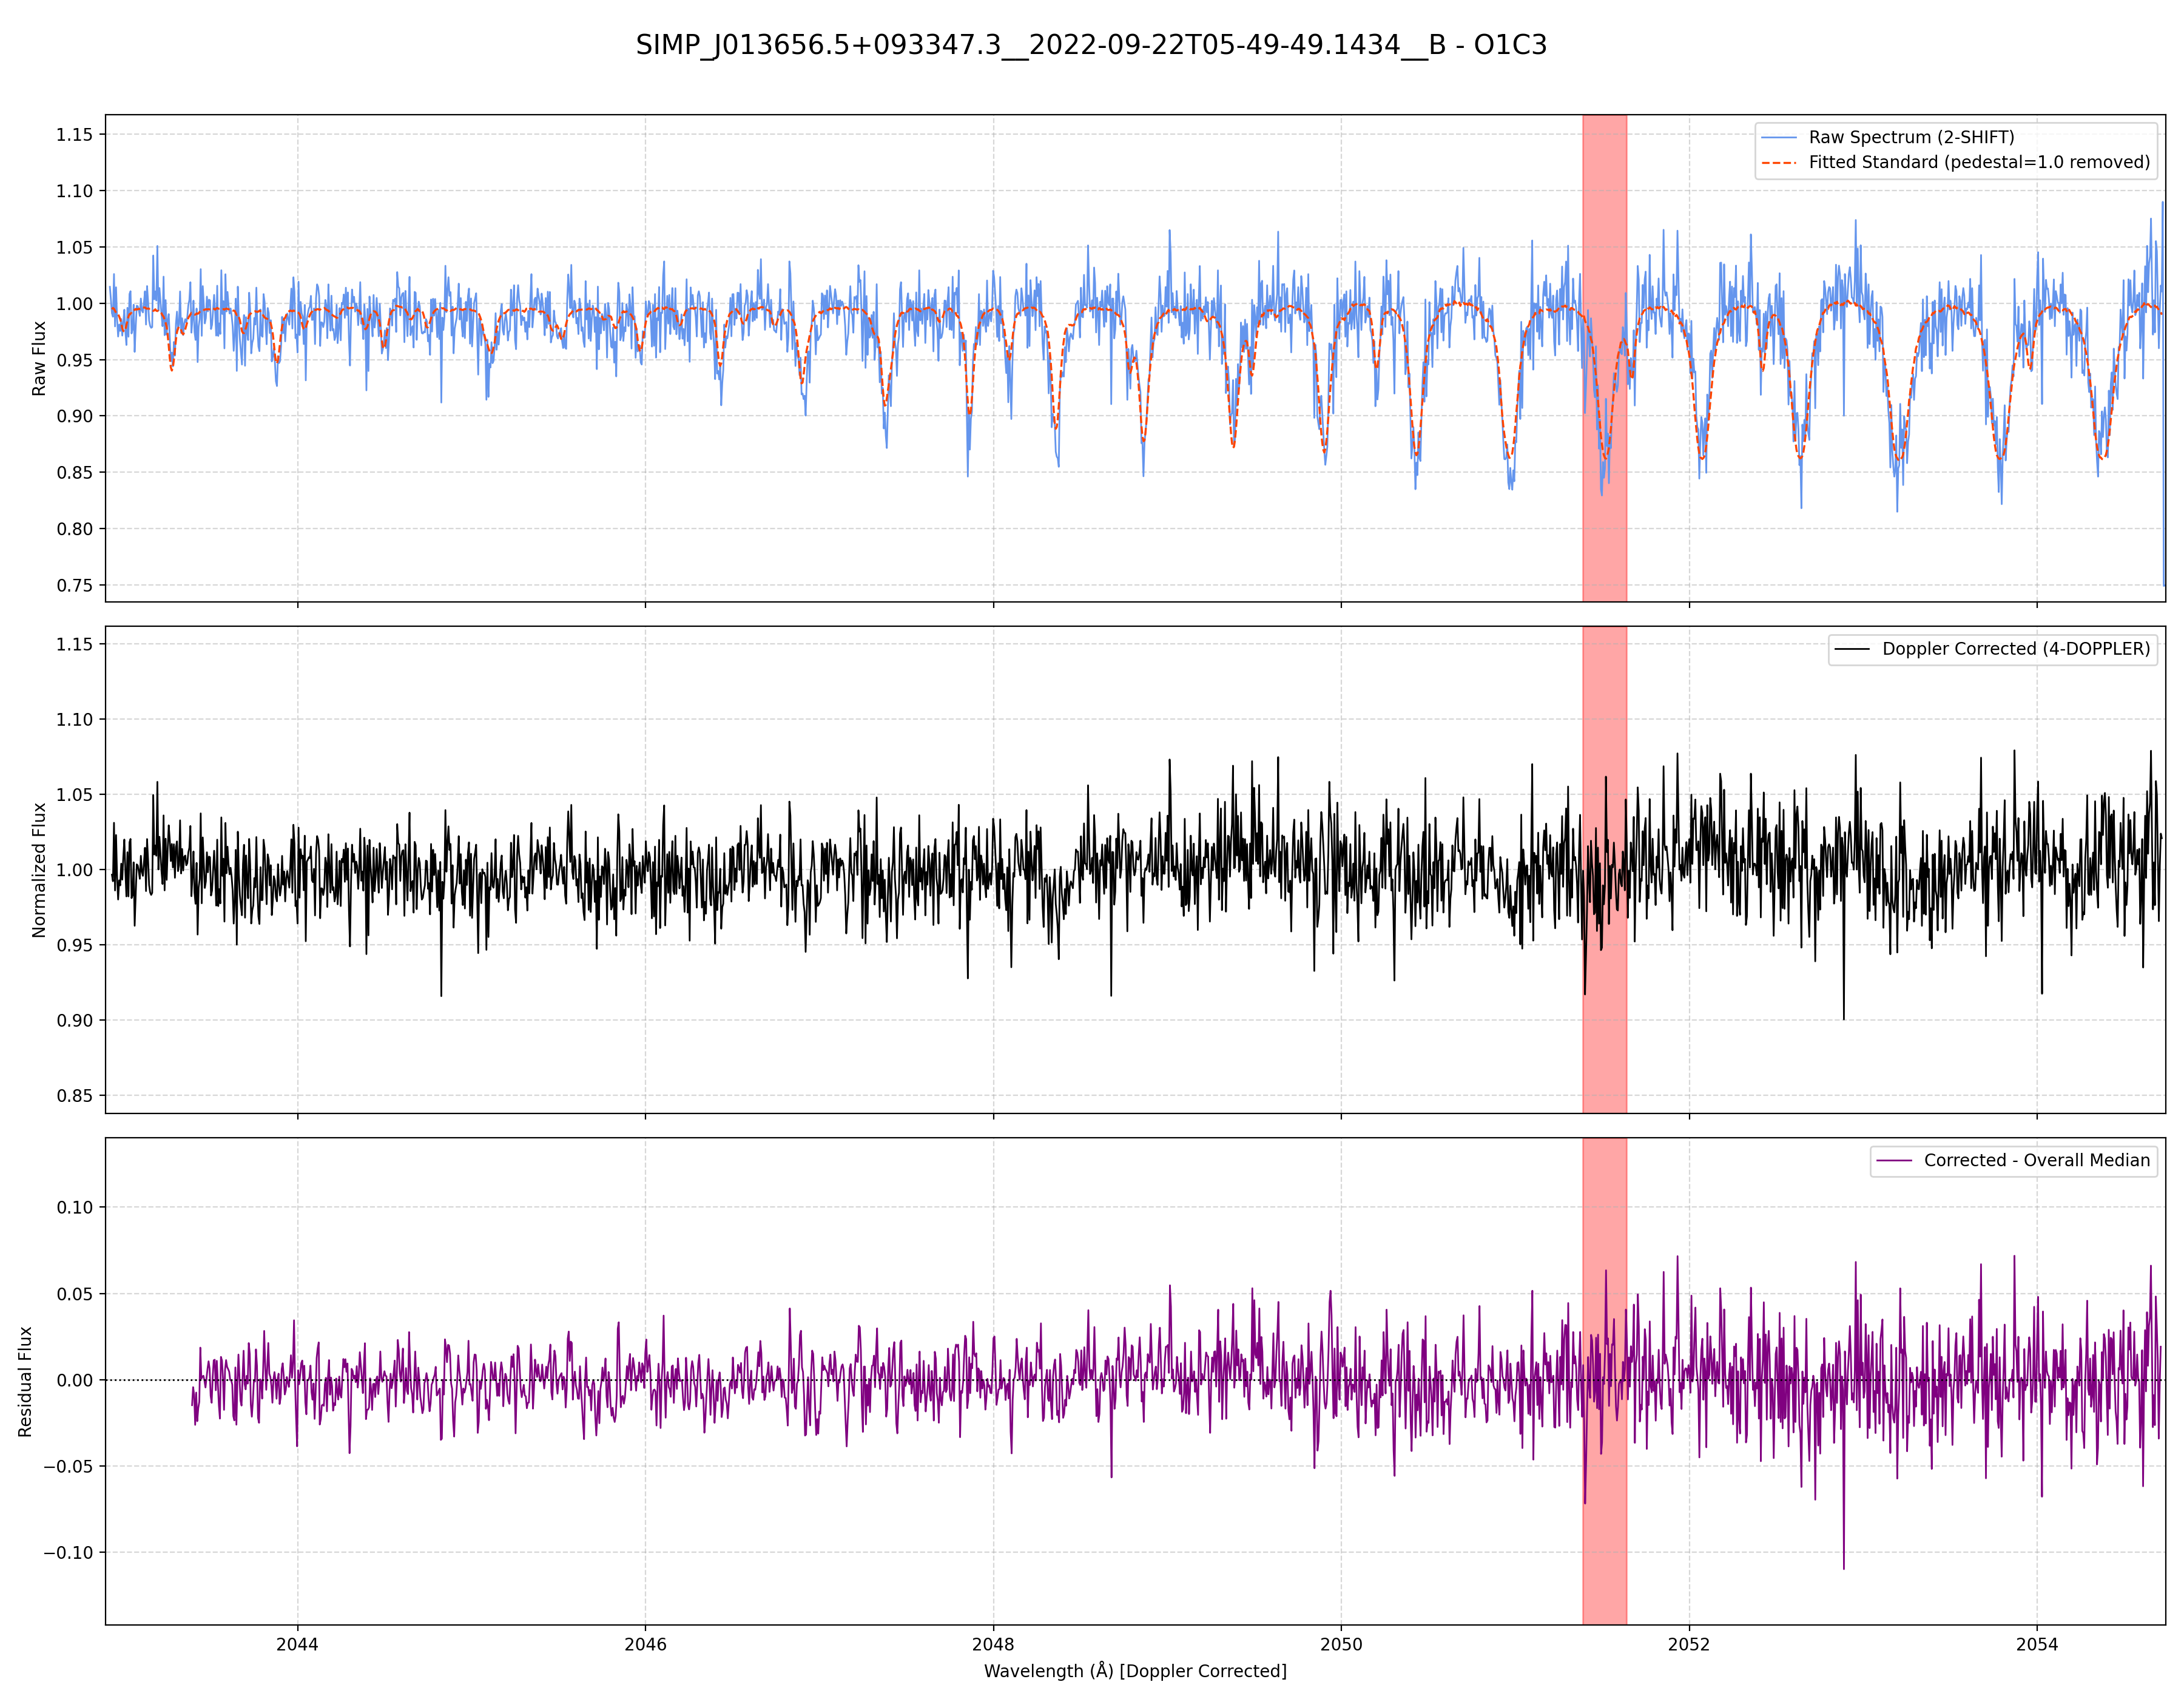 SIMP_J013656.5+093347.3__2022-09-22T05-49-49.1434__B - O1C3
Raw Flux
1.15
1.10
1.05
1.00
0.95
0.90
0.85
0.80
0.75
Raw Spectrum (2-SHIFT)
Fitted Standard (pedestal=1.0 removed)
Normalized Flux
1.15
1.10
1.05
1.00
0.95
0.90
0.85
Doppler Corrected (4-DOPPLER)
Residual Flux
0.10
0.05
0.00
−0.05
−0.10
Corrected - Overall Median
2044 2046 2048 2050 2052 2054
Wavelength (Å) [Doppler Corrected]